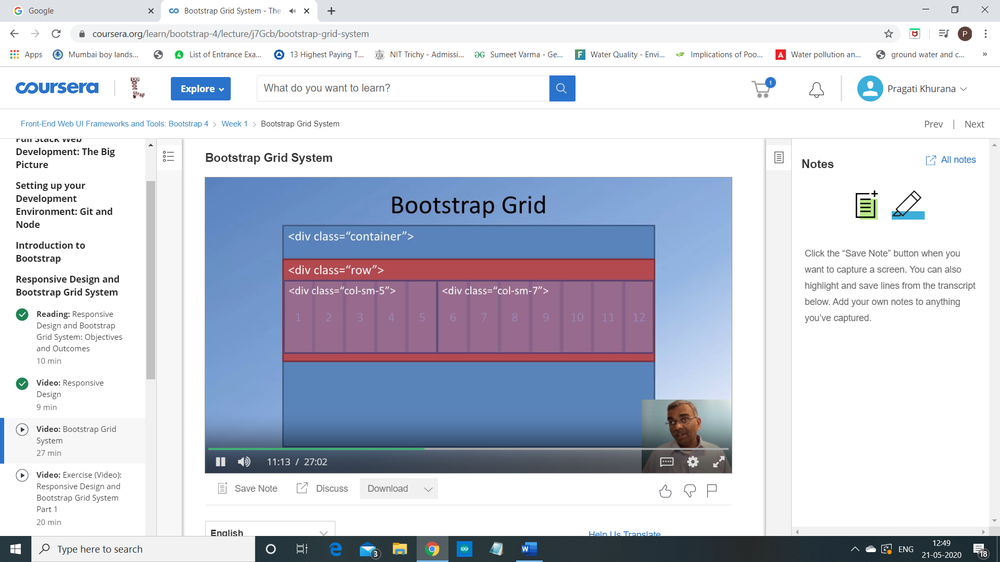 Google
Bootstrap Grid System - The
coursera.org/learn/bootstrap-4/lecture/j7Gcb/bootstrap-grid-system
P
Apps
Mumbai boy lands...
4
List of Entrance Exa...
13 Highest Paying T...
NIT Trichy - Admissi...
Sumeet Varma - Ge...
F
Water Quality - Envi...
Implications of Poo...
A
Water pollution an...
ground water and c...
»
coursera
Bootstrap
Explore
What do you want to learn?
1
Pragati Khurana
Front-End Web UI Frameworks and Tools: Bootstrap 4 > Week 1 > Bootstrap Grid System
Prev | Next
Full Stack Web
Development: The Big
Picture
Setting up your
Development
Environment: Git and
Node
Introduction to
Bootstrap
Responsive Design and
Bootstrap Grid System
Reading: Responsive
Design and Bootstrap
Grid System: Objectives
and Outcomes
10 min
Video: Responsive
Design
9 min
Video: Bootstrap Grid
System
27 min
Video: Exercise (Video):
Responsive Design and
Bootstrap Grid System
Part 1
20 min
Bootstrap Grid System
Bootstrap Grid
<div class=“container”>
<div class=“row”>
<div class=“col-sm-5”>
<div class=“col-sm-7”>
1 2 3 4 5 6 7 8 9 10 11 12
11:13 / 27:02
Save Note
Discuss
Download
English
Help Us Translate
Notes
All notes
Click the “Save Note” button when you
want to capture a screen. You can also
highlight and save lines from the transcript
below. Add your own notes to anything
you’ve captured.
Type here to search
3
W
ENG
12:49
21-05-2020
18